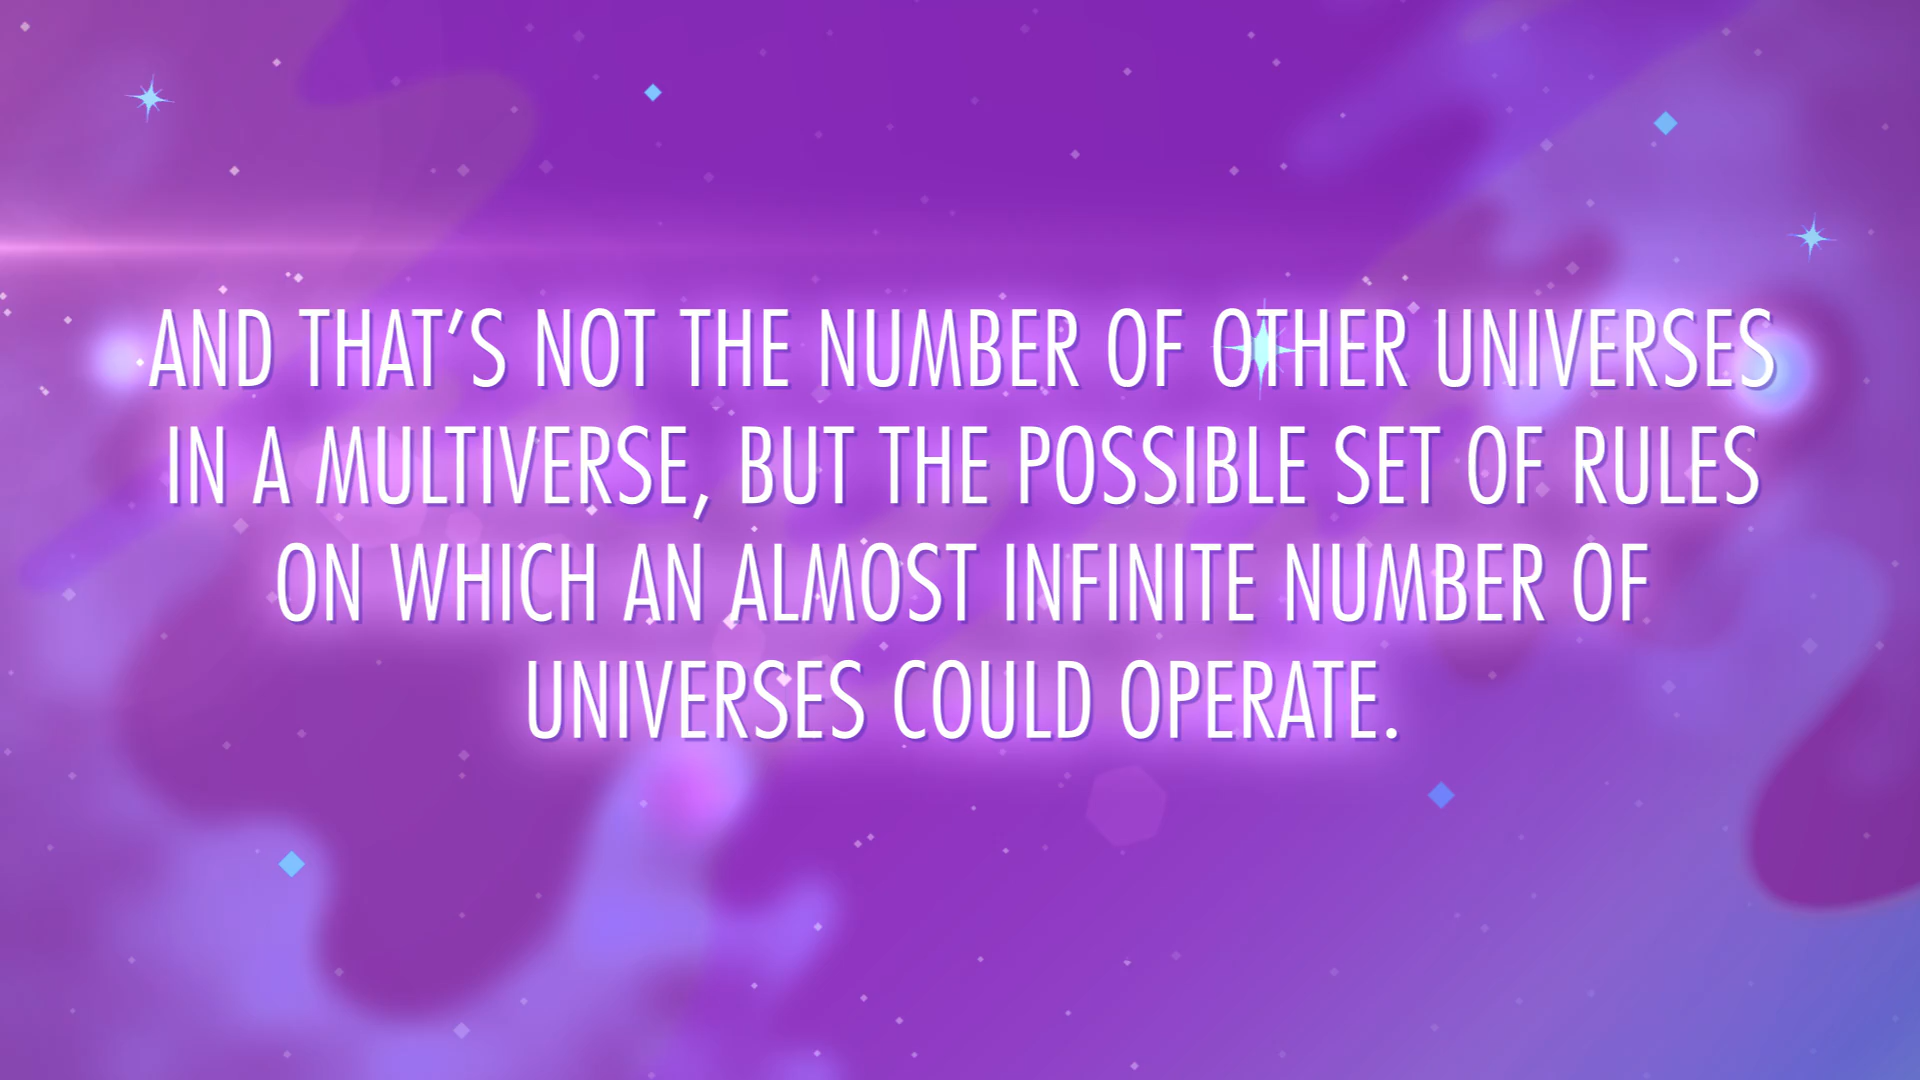 AND THAT'S NOT THE NUMBER OF OTHER UNIVERSES
IN A MULTIVERSE, BUT THE POSSIBLE SET OF RULES
ON WHICH AN ALMOST INFINITE NUMBER OF
UNIVERSES COULD OPERATE.